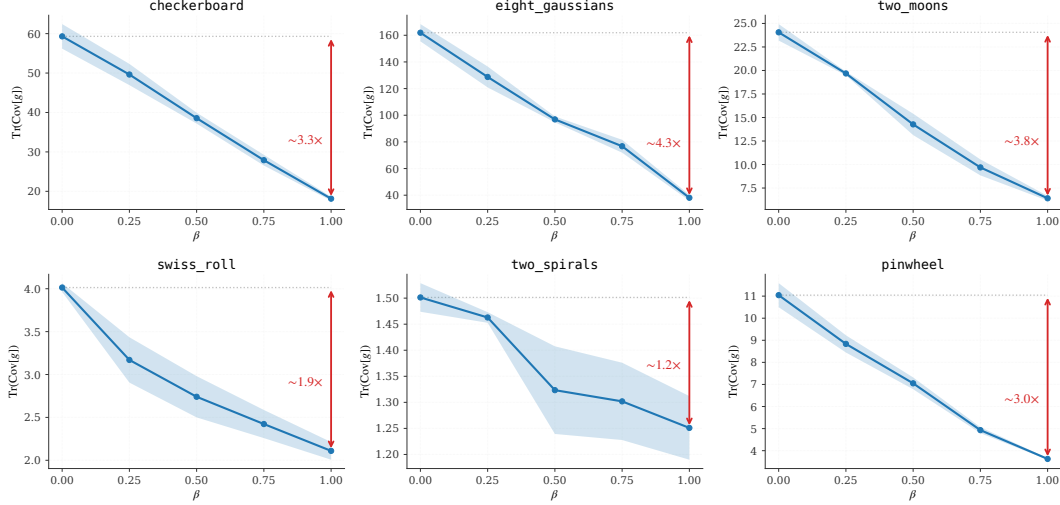 checkerboard
Tr(Cov[g])
60
50
40
30
20
~3.3×
0.00 0.25 0.50 0.75 1.00
β
eight_gaussians
Tr(Cov[g])
160
140
120
100
80
60
40
~4.3×
0.00 0.25 0.50 0.75 1.00
β
two_moons
Tr(Cov[g])
25.0
22.5
20.0
17.5
15.0
12.5
10.0
7.5
~3.8×
0.00 0.25 0.50 0.75 1.00
β
swiss_roll
Tr(Cov[g])
4.0
3.5
3.0
2.5
2.0
~1.9×
0.00 0.25 0.50 0.75 1.00
β
two_spirals
Tr(Cov[g])
1.50
1.45
1.40
1.35
1.30
1.25
1.20
~1.2×
0.00 0.25 0.50 0.75 1.00
β
pinwheel
Tr(Cov[g])
11
10
9
8
7
6
5
4
~3.0×
0.00 0.25 0.50 0.75 1.00
β